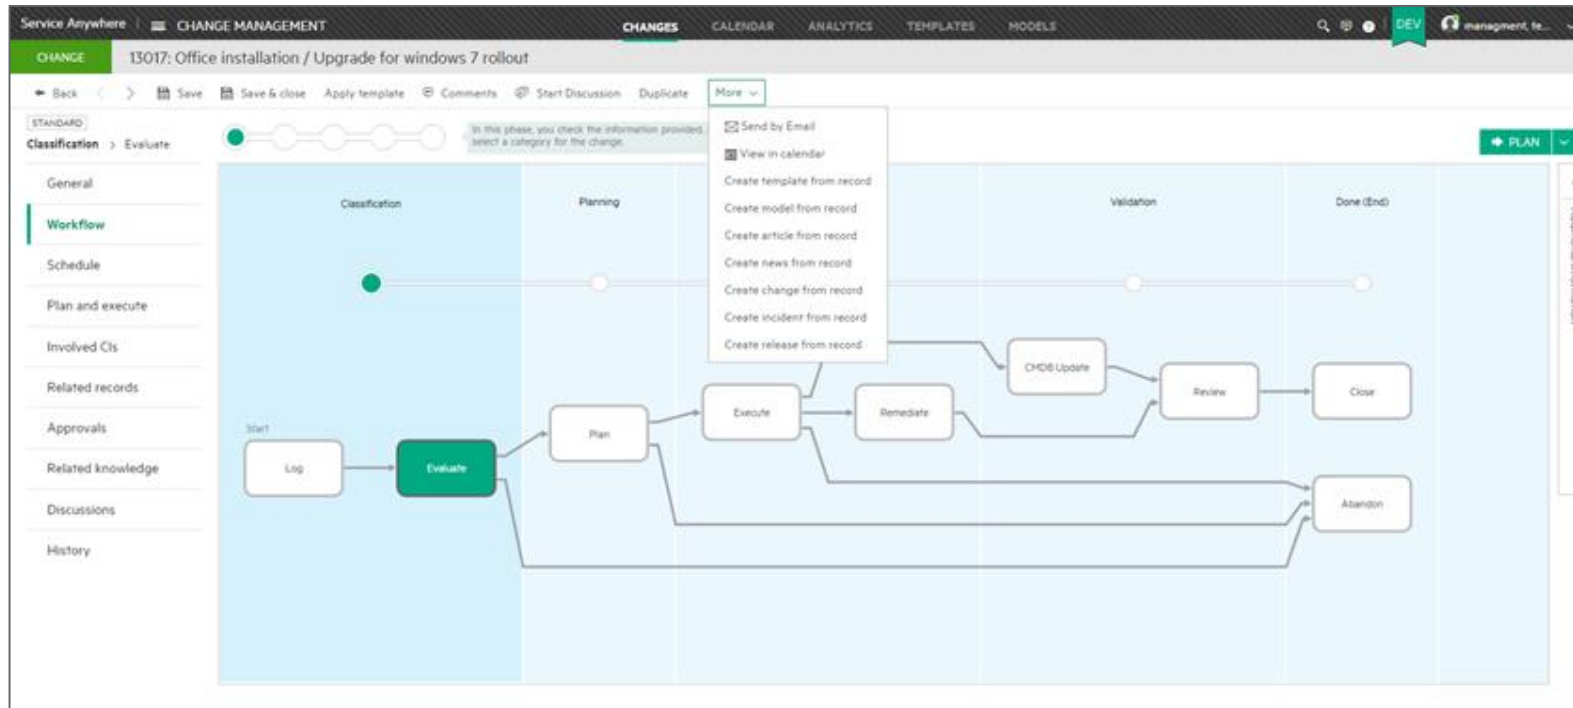 Service Anywhere
CHANGE MANAGEMENT
CHANGES CALENDAR ANALYTICS TEMPLATES MODELS
DEV
managment, te...
CHANGE
13017: Office installation / Upgrade for windows 7 rollout
Back Save Save & close Apply template Comments Start Discussion Duplicate More
STANDARD
Classification > Evaluate
In this phase, you check the information provided,
select a category for the change.
PLAN
Send by Email
View in calendar
Create template from record
Create model from record
Create article from record
Create news from record
Create change from record
Create incident from record
Create release from record
General
Workflow
Schedule
Plan and execute
Involved CIs
Related records
Approvals
Related knowledge
Discussions
History
Classification
Planning
Validation
Done (End)
Start
Log
Evaluate
Plan
Execute
Remediate
CMDB Update
Review
Close
Abandon